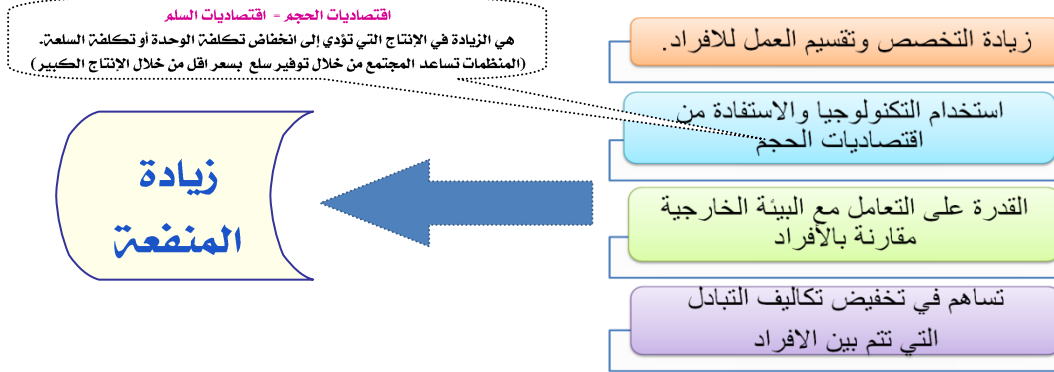 اقتصاديات الحجم = اقتصاديات السلم
هي الزيادة في الإنتاج التي تؤدي إلى انخفاض تكلفة الوحدة أو تكلفة السلعة.
(المنظمات تساعد المجتمع من خلال توفير سلع بسعر اقل من خلال الإنتاج الكبير)
زيادة التخصص وتقسيم العمل للافراد.
استخدام التكنولوجيا والاستفادة من
اقتصاديات الحجم
القدرة على التعامل مع البيئة الخارجية
مقارنة بالأفراد
تساهم في تخفيض تكاليف التبادل
التي تتم بين الافراد
زيادة
المنفعة